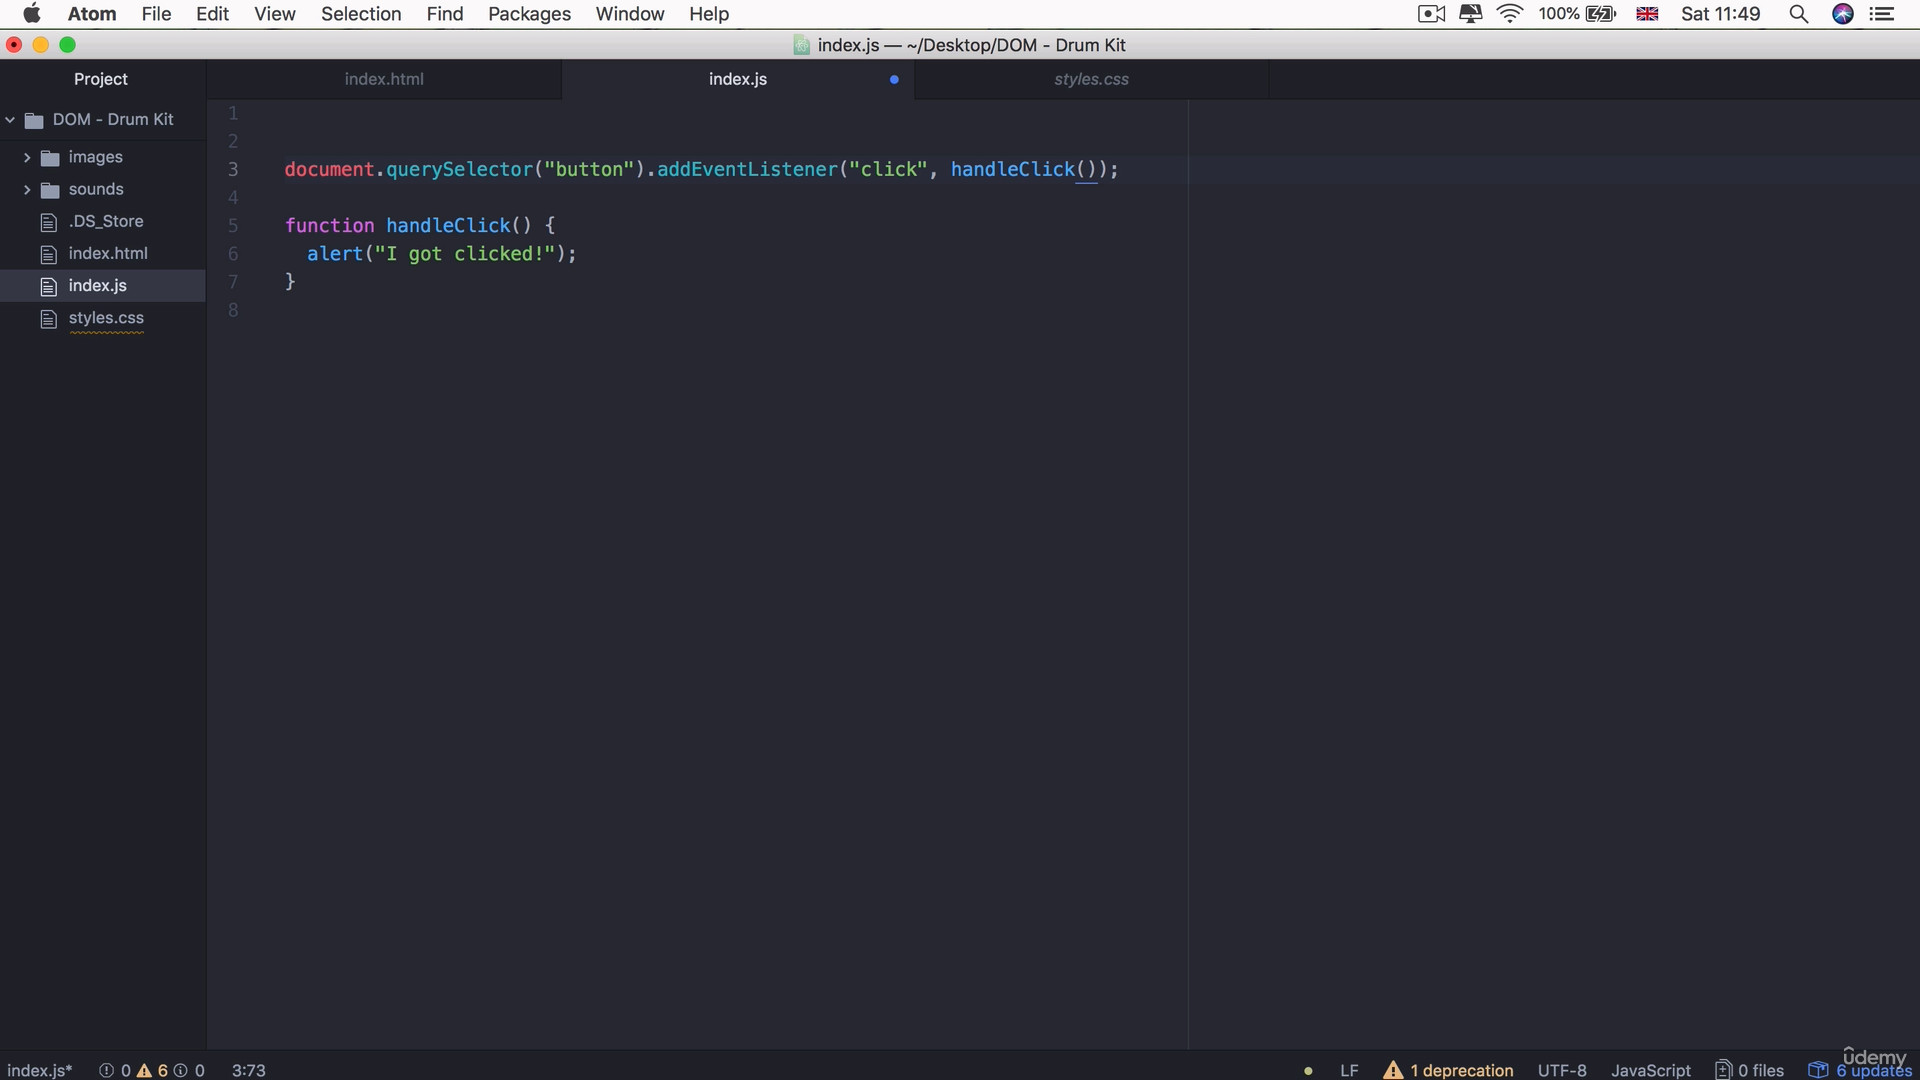 Atom File Edit View Selection Find Packages Window Help 100% Sat 11:49
index.js — ~/Desktop/DOM - Drum Kit
Project index.html index.js styles.css
DOM - Drum Kit
images
sounds
.DS_Store
index.html
index.js
styles.css
1
2
3 document.querySelector("button").addEventListener("click", handleClick());
4
5 function handleClick() {
6 alert("I got clicked!");
7 }
8
index.js* 0 6 0 3:73 LF 1 deprecation UTF-8 JavaScript 0 files 6 updates
ûdemy